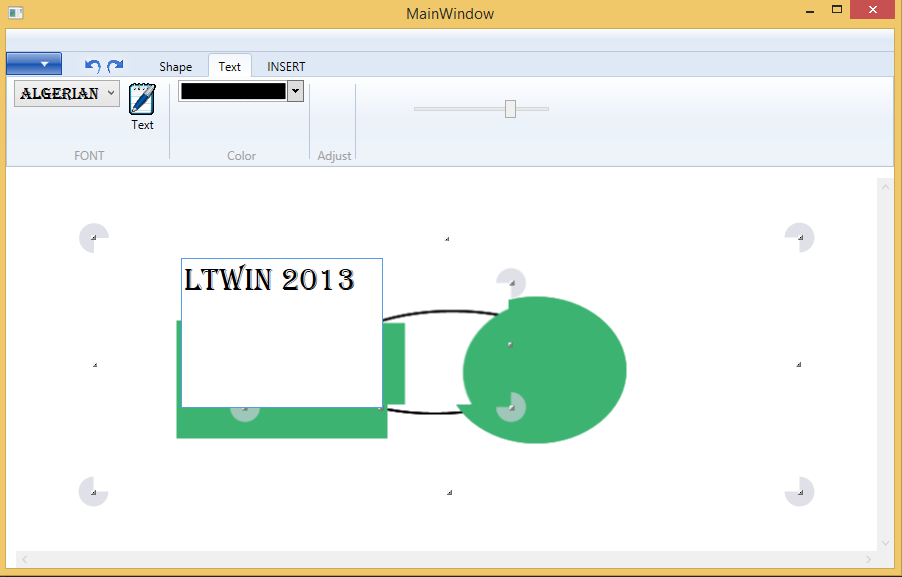 MainWindow
Shape Text INSERT
ALGERIAN
Text
FONT Color Adjust
LTWIN 2013